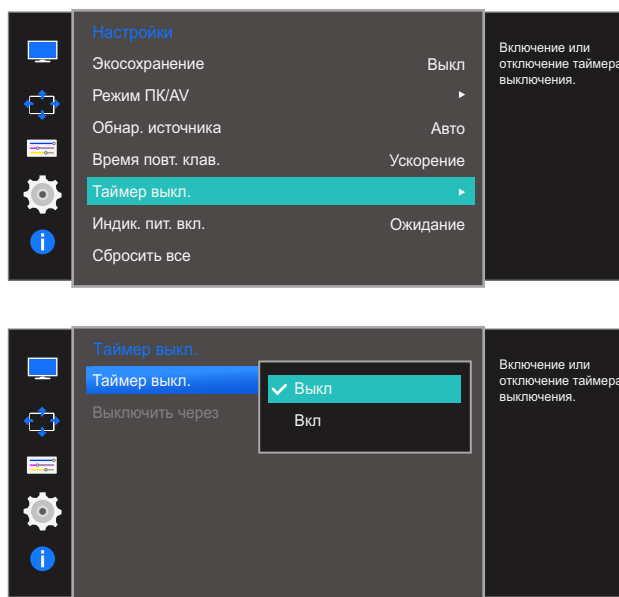 Настройки
Экосохранение Выкл
Режим ПК/AV
Обнар. источника Авто
Время повт. клав. Ускорение
Таймер выкл.
Индик. пит. вкл. Ожидание
Сбросить все
Включение или
отключение таймера
выключения.
Таймер выкл.
Таймер выкл.
Выключить через
Выкл
Вкл
Включение или
отключение таймера
выключения.